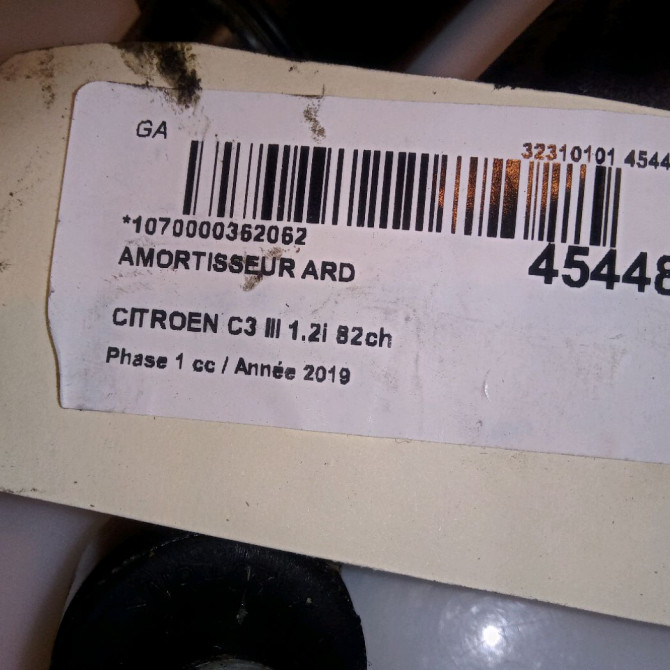 GA
32310101 4544
*1070000362062
AMORTISSEUR ARD
45448
CITROEN C3 III 1.2i 82ch
Phase 1 cc / Année 2019